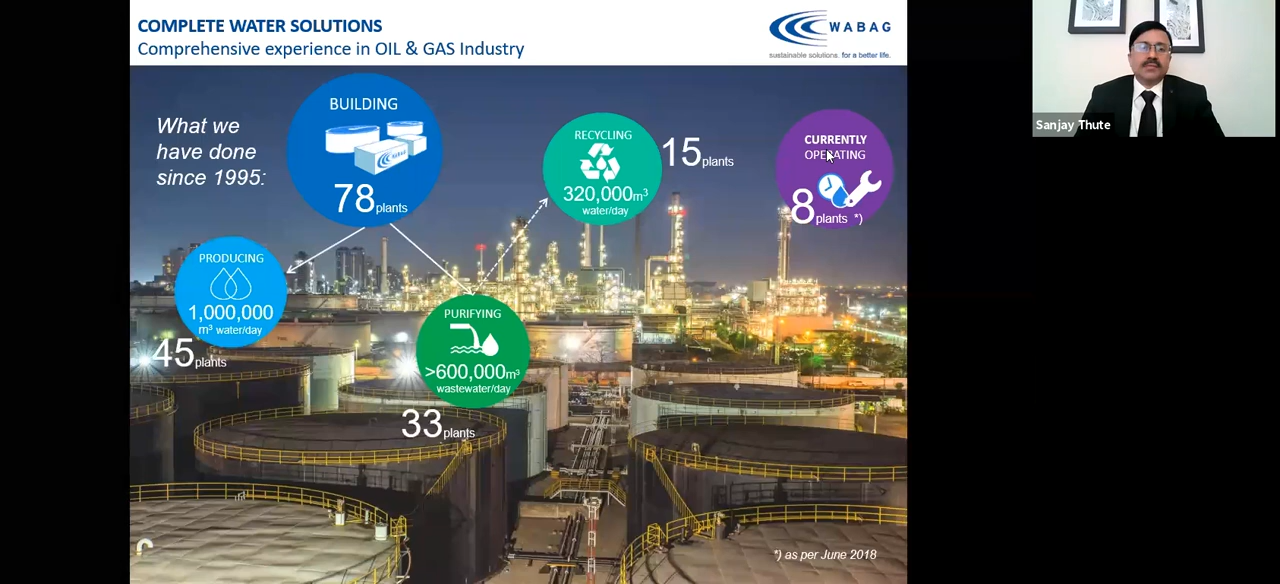 COMPLETE WATER SOLUTIONS
Comprehensive experience in OIL & GAS Industry
WABAG
sustainable solutions. for a better life.
What we
have done
since 1995:
BUILDING
WABAG
78 plants
RECYCLING
320,000m³
water/day
15 plants
CURRENTLY
OPERATING
8 plants *)
PRODUCING
1,000,000
m³ water/day
45 plants
PURIFYING
>600,000m³
wastewater/day
33 plants
*) as per June 2018
Sanjay Thute